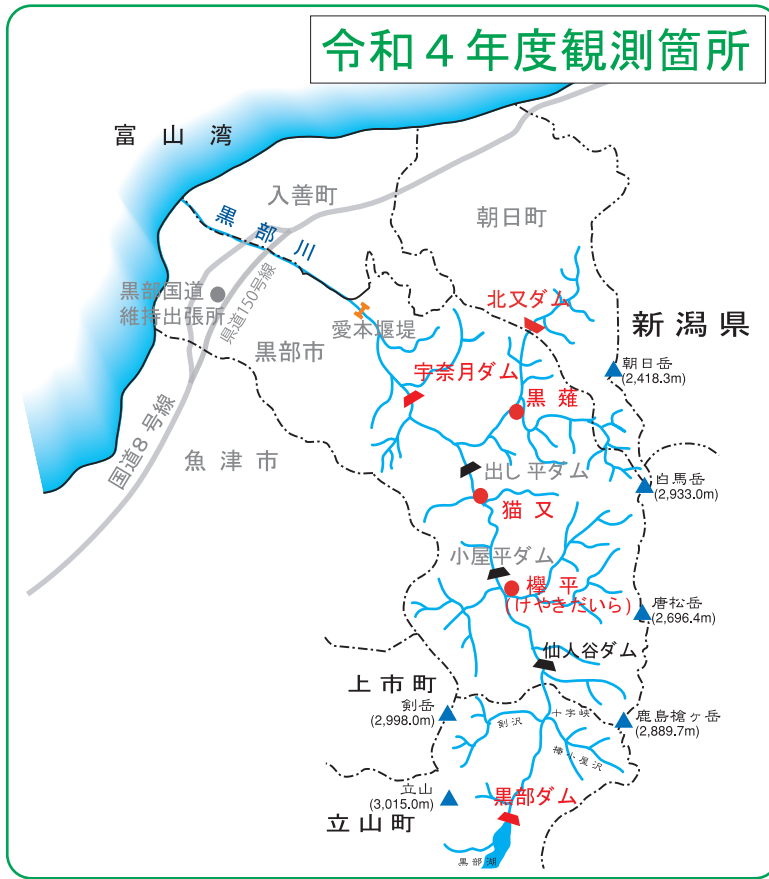 令和４年度観測箇所
富山湾
入善町
朝日町
黒部川
北又ダム
新潟県
黒部国道
維持出張所
県道150号線
愛本堰堤
黒部市
宇奈月ダム
朝日岳
(2,418.3m)
黒薙
国道8号線
魚津市
出し平ダム
白馬岳
(2,933.0m)
猫又
小屋平ダム
欅平
(けやきだいら)
唐松岳
(2,696.4m)
仙人谷ダム
上市町
剣岳
(2,998.0m)
剣沢
十字峡
鹿島槍ヶ岳
(2,889.7m)
棒小屋沢
立山
(3,015.0m)
黒部ダム
立山町
黒部湖